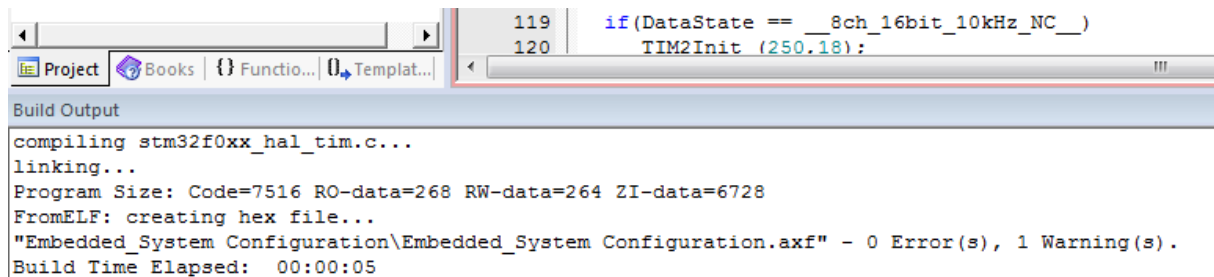 119 if(DataState == __8ch_16bit_10kHz_NC__)
120 TIM2Init (250,18);
Project Books {} Functio... 0 Templat...
Build Output
compiling stm32f0xx_hal_tim.c...
linking...
Program Size: Code=7516 RO-data=268 RW-data=264 ZI-data=6728
FromELF: creating hex file...
"Embedded_System Configuration\Embedded_System Configuration.axf" - 0 Error(s), 1 Warning(s).
Build Time Elapsed:  00:00:05